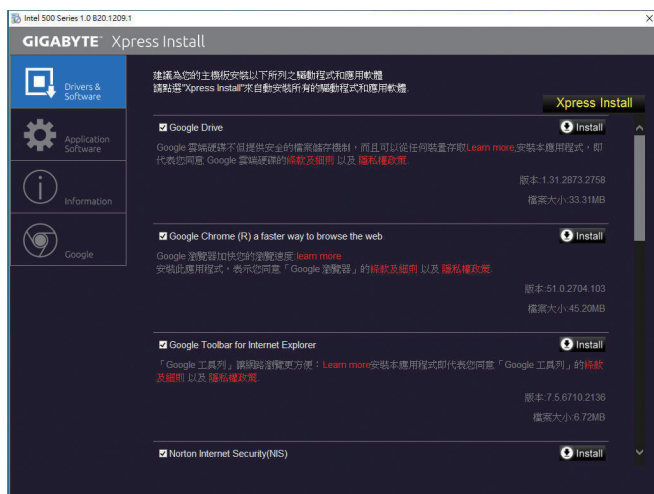 Intel 500 Series 1.0 B20.1209.1
GIGABYTE™ Xpress Install
Drivers &
Software
Application
Software
Information
Google
建議為您的主機板安裝以下所列之驅動程式和應用軟體
請點選"Xpress Install"來自動安裝所有的驅動程式和應用軟體.
Xpress Install
Google Drive
Install
Google 雲端硬碟不但提供安全的檔案儲存機制，而且可以從任何裝置存取Learn more,安裝本應用程式，即
代表您同意 Google 雲端硬碟的條款及細則 以及 隱私權政策.
版本:1.31.2873.2758
檔案大小:33.31MB
Google Chrome (R) a faster way to browse the web
Install
Google 瀏覽器加快您的瀏覽速度:learn more
安裝此應用程式，表示您同意「Google 瀏覽器」的條款及細則 以及 隱私權政策.
版本:51.0.2704.103
檔案大小:45.20MB
Google Toolbar for Internet Explorer
Install
「Google 工具列」讓網路瀏覽更方便：Learn more安裝本應用程式即代表您同意「Google 工具列」的條款
及細則 以及 隱私權政策.
版本:7.5.6710.2136
檔案大小:6.72MB
Norton Internet Security(NIS)
Install